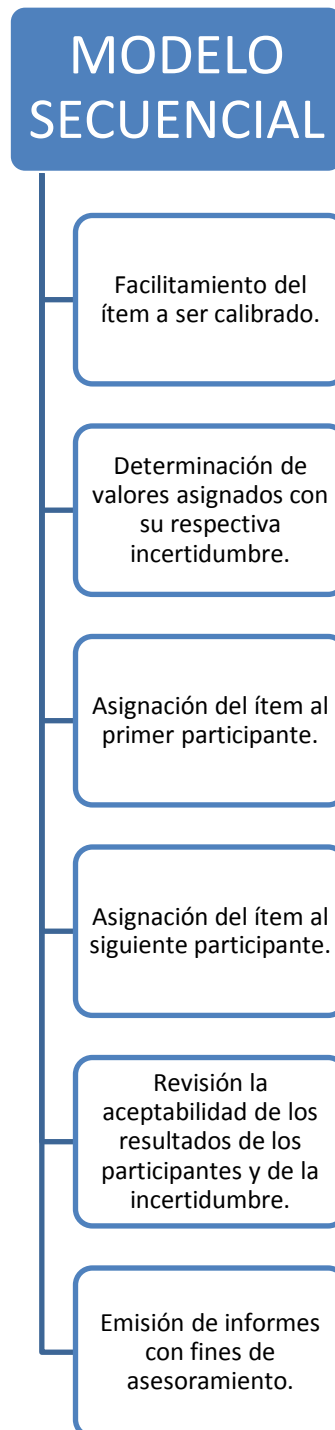 MODELO
SECUENCIAL
Facilitamiento del
ítem a ser calibrado.
Determinación de
valores asignados con
su respectiva
incertidumbre.
Asignación del ítem al
primer participante.
Asignación del ítem al
siguiente participante.
Revisión la
aceptabilidad de los
resultados de los
participantes y de la
incertidumbre.
Emisión de informes
con fines de
asesoramiento.